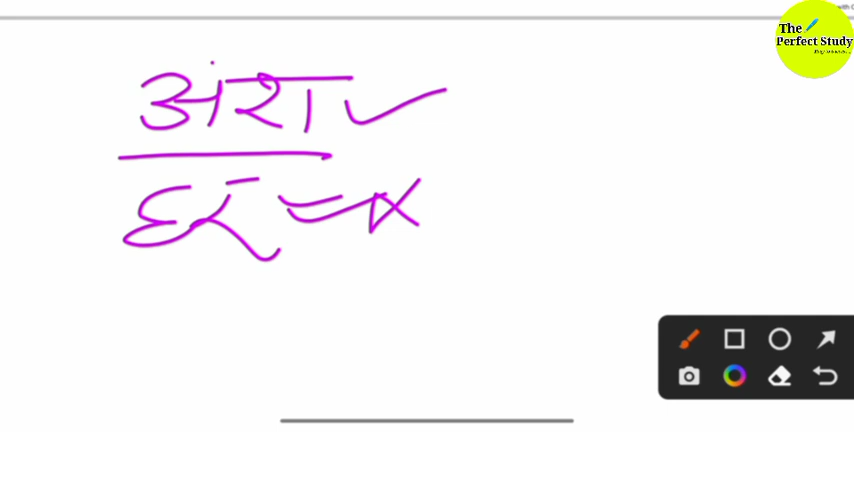 The
Perfect Study
अंश ✓
हर = ×